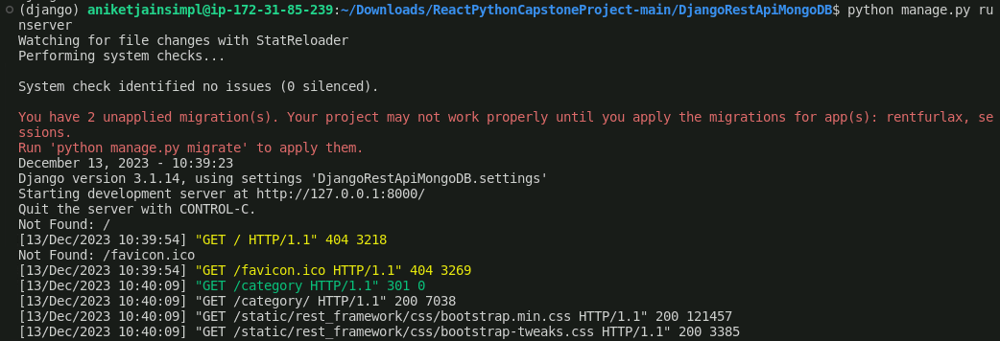 (django) aniketjainsimpl@ip-172-31-85-239:~/Downloads/ReactPythonCapstoneProject-main/DjangoRestApiMongoDB$ python manage.py ru
nserver
Watching for file changes with StatReloader
Performing system checks...
System check identified no issues (0 silenced).
You have 2 unapplied migration(s). Your project may not work properly until you apply the migrations for app(s): rentfurlax, se
ssions.
Run 'python manage.py migrate' to apply them.
December 13, 2023 - 10:39:23
Django version 3.1.14, using settings 'DjangoRestApiMongoDB.settings'
Starting development server at http://127.0.0.1:8000/
Quit the server with CONTROL-C.
Not Found: /
[13/Dec/2023 10:39:54] "GET / HTTP/1.1" 404 3218
Not Found: /favicon.ico
[13/Dec/2023 10:39:54] "GET /favicon.ico HTTP/1.1" 404 3269
[13/Dec/2023 10:40:09] "GET /category HTTP/1.1" 301 0
[13/Dec/2023 10:40:09] "GET /category/ HTTP/1.1" 200 7038
[13/Dec/2023 10:40:09] "GET /static/rest_framework/css/bootstrap.min.css HTTP/1.1" 200 121457
[13/Dec/2023 10:40:09] "GET /static/rest_framework/css/bootstrap-tweaks.css HTTP/1.1" 200 3385